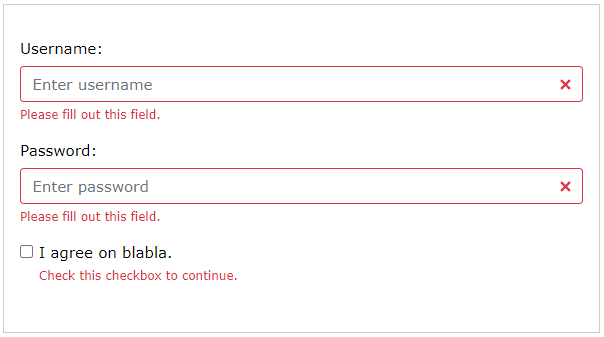 Username:
Enter username
Please fill out this field.
Password:
Enter password
Please fill out this field.
I agree on blabla.
Check this checkbox to continue.